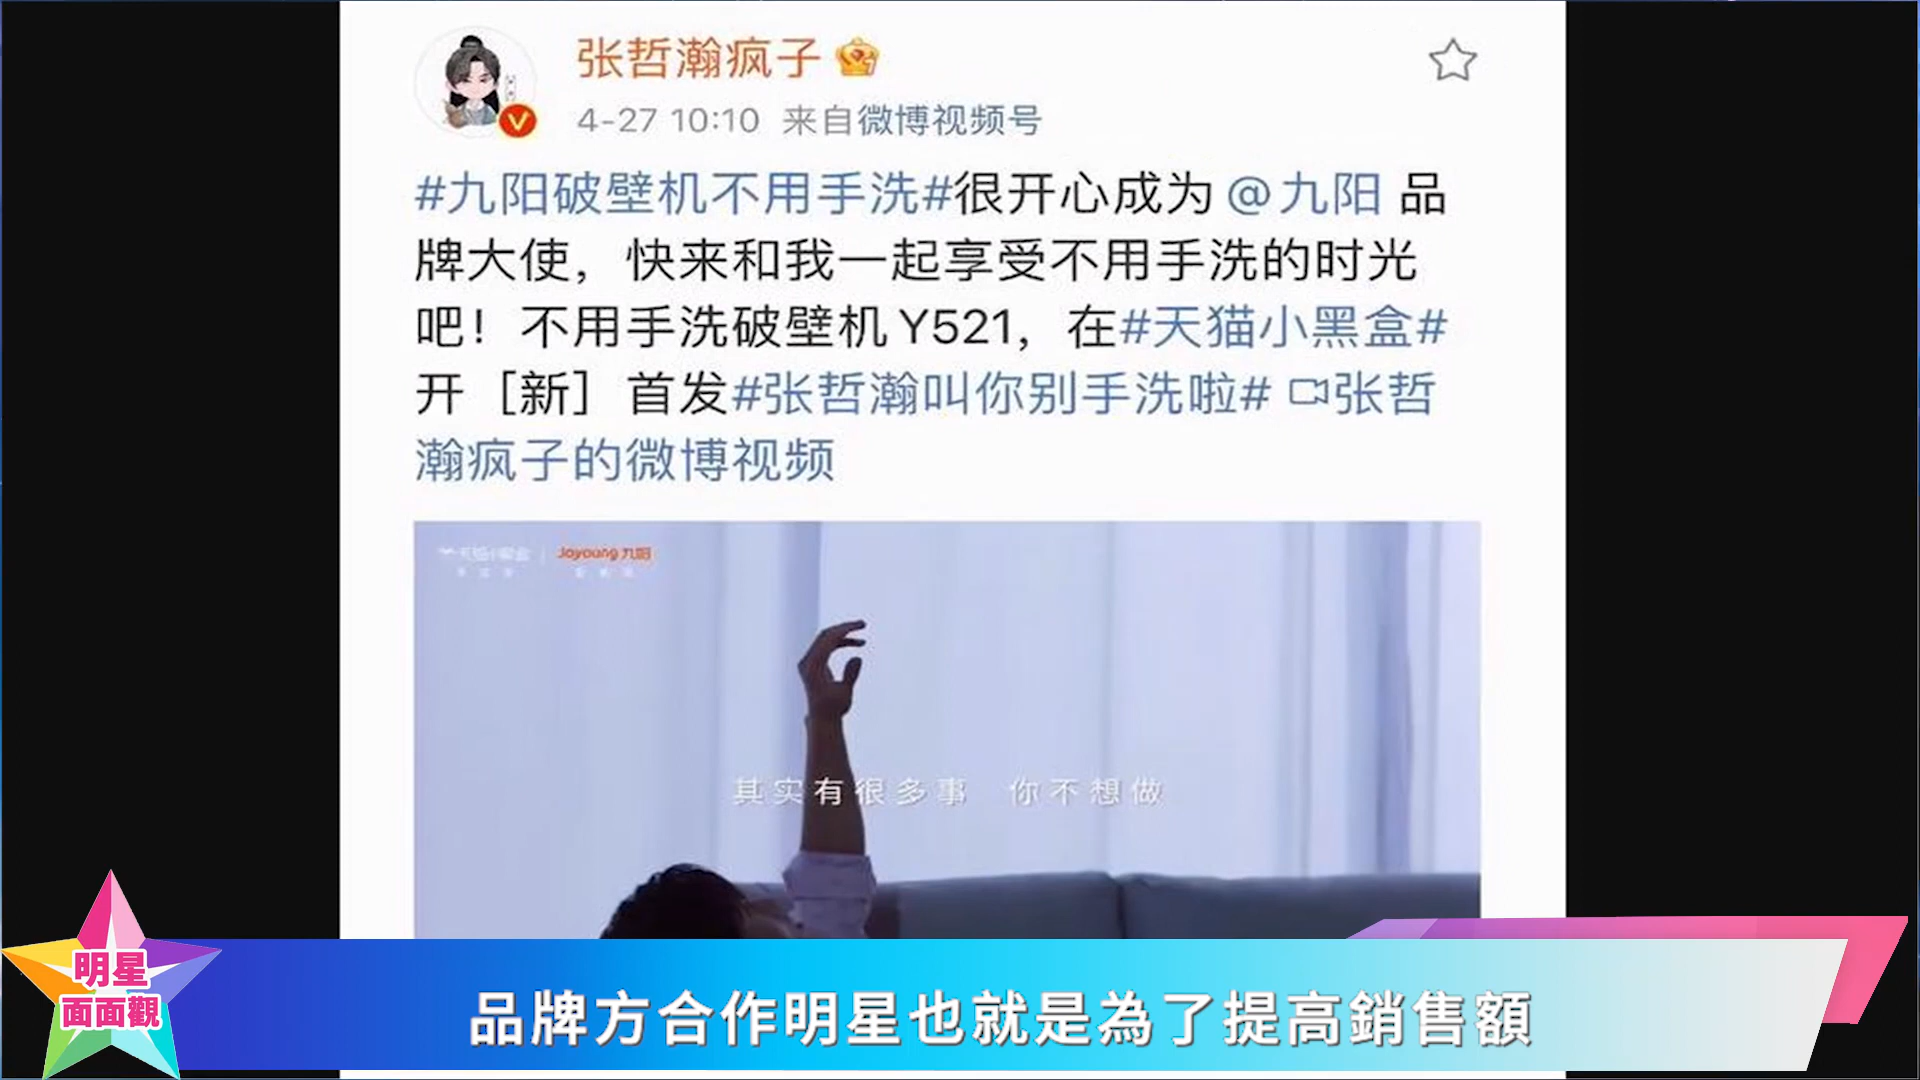 张哲瀚疯子
4-27 10:10 来自微博视频号
#九阳破壁机不用手洗#很开心成为@九阳 品
牌大使，快来和我一起享受不用手洗的时光
吧！不用手洗破壁机Y521，在#天猫小黑盒#
开［新］首发#张哲瀚叫你别手洗啦# 张哲
瀚疯子的微博视频
Joyoung 九阳
其实有很多事 你不想做
明星
面面觀
品牌方合作明星也就是為了提高銷售額